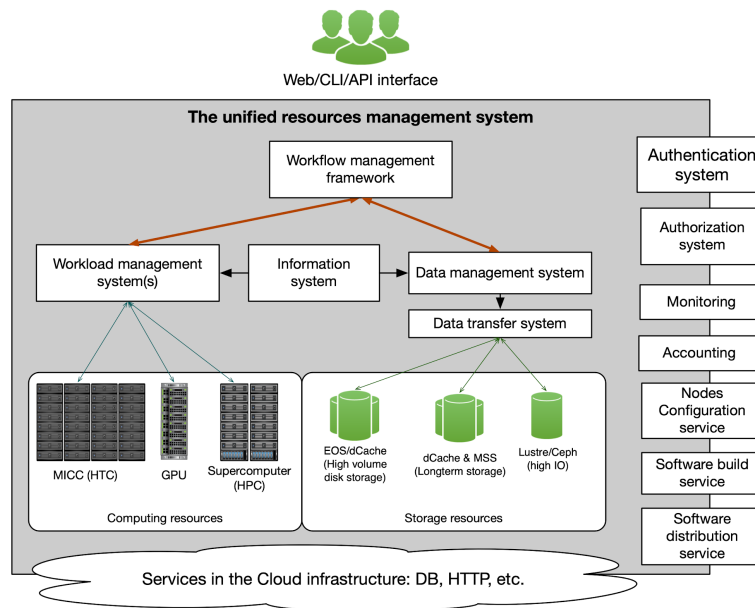 Web/CLI/API interface
The unified resources management system
Workflow management
framework
Workload management
system(s)
Information
system
Data management system
Data transfer system
MICC (HTC)
GPU
Supercomputer
(HPC)
Computing resources
EOS/dCache
(High volume
disk storage)
dCache & MSS
(Longterm storage)
Lustre/Ceph
(high IO)
Storage resources
Authentication
system
Authorization
system
Monitoring
Accounting
Nodes
Configuration
service
Software build
service
Software
distribution
service
Services in the Cloud infrastructure: DB, HTTP, etc.